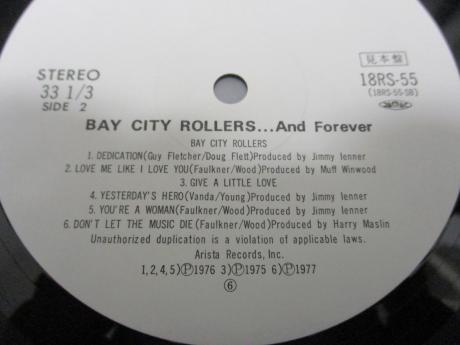 見本盤
STEREO
33 1/3
SIDE 2
18RS-55
(18RS-55-SB)
BAY CITY ROLLERS...And Forever
BAY CITY ROLLERS
1. DEDICATION(Guy Fletcher/Doug Flett)Produced by Jimmy Ienner
2. LOVE ME LIKE I LOVE YOU(Faulkner/Wood)Produced by Muff Winwood
3. GIVE A LITTLE LOVE
4. YESTERDAY'S HERO(Vanda/Young)Produced by Jimmy Ienner
5. YOU'RE A WOMAN(Faulkner/Wood)Produced by Jimmy Ienner
6. DON'T LET THE MUSIC DIE(Faulkner/Wood)Produced by Harry Maslin
Unauthorized duplication is a violation of applicable laws.
Arista Records, Inc.
1,2,4,5)Ⓟ1976 3)Ⓟ1975 6)Ⓟ1977
⑥